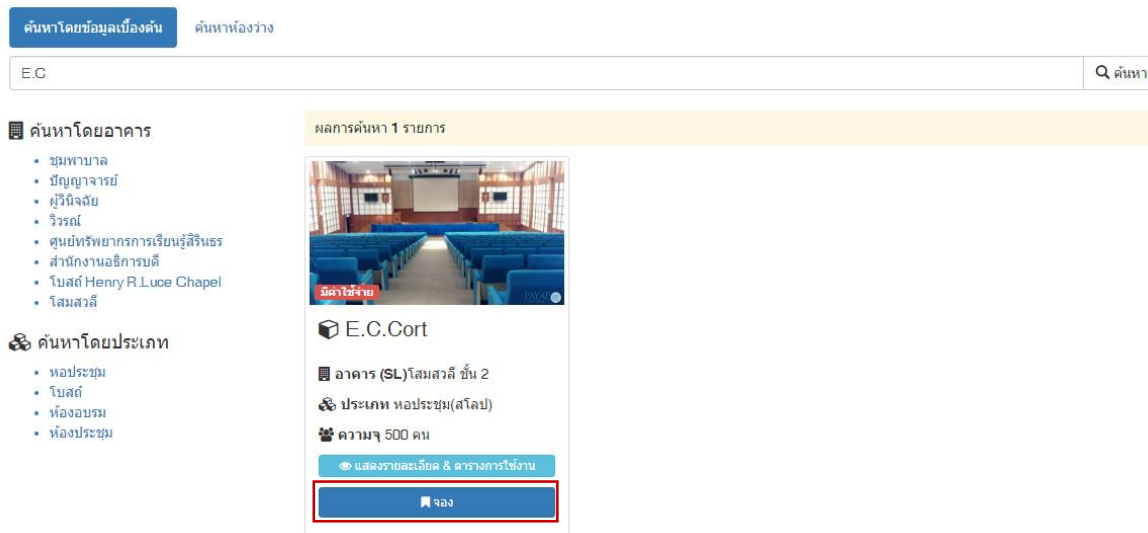 ค้นหาโดยข้อมูลเบื้องต้น ค้นหาห้องว่าง
E.C ค้นหา
ค้นหาโดยอาคาร
ชุมพาบาล
ปัญญาจารย์
ผู้วินิจฉัย
วิวรณ์
ศูนย์ทรัพยากรการเรียนรู้สิรินธร
สำนักงานอธิการบดี
โบสถ์ Henry R.Luce Chapel
โสมสวลี
ค้นหาโดยประเภท
หอประชุม
โบสถ์
ห้องอบรม
ห้องประชุม
ผลการค้นหา 1 รายการ
มีค่าใช้จ่าย
PAYAP
E.C.Cort
อาคาร (SL)โสมสวลี ชั้น 2
ประเภท หอประชุม(สโลป)
ความจุ 500 คน
แสดงรายละเอียด & ตารางการใช้งาน
จอง